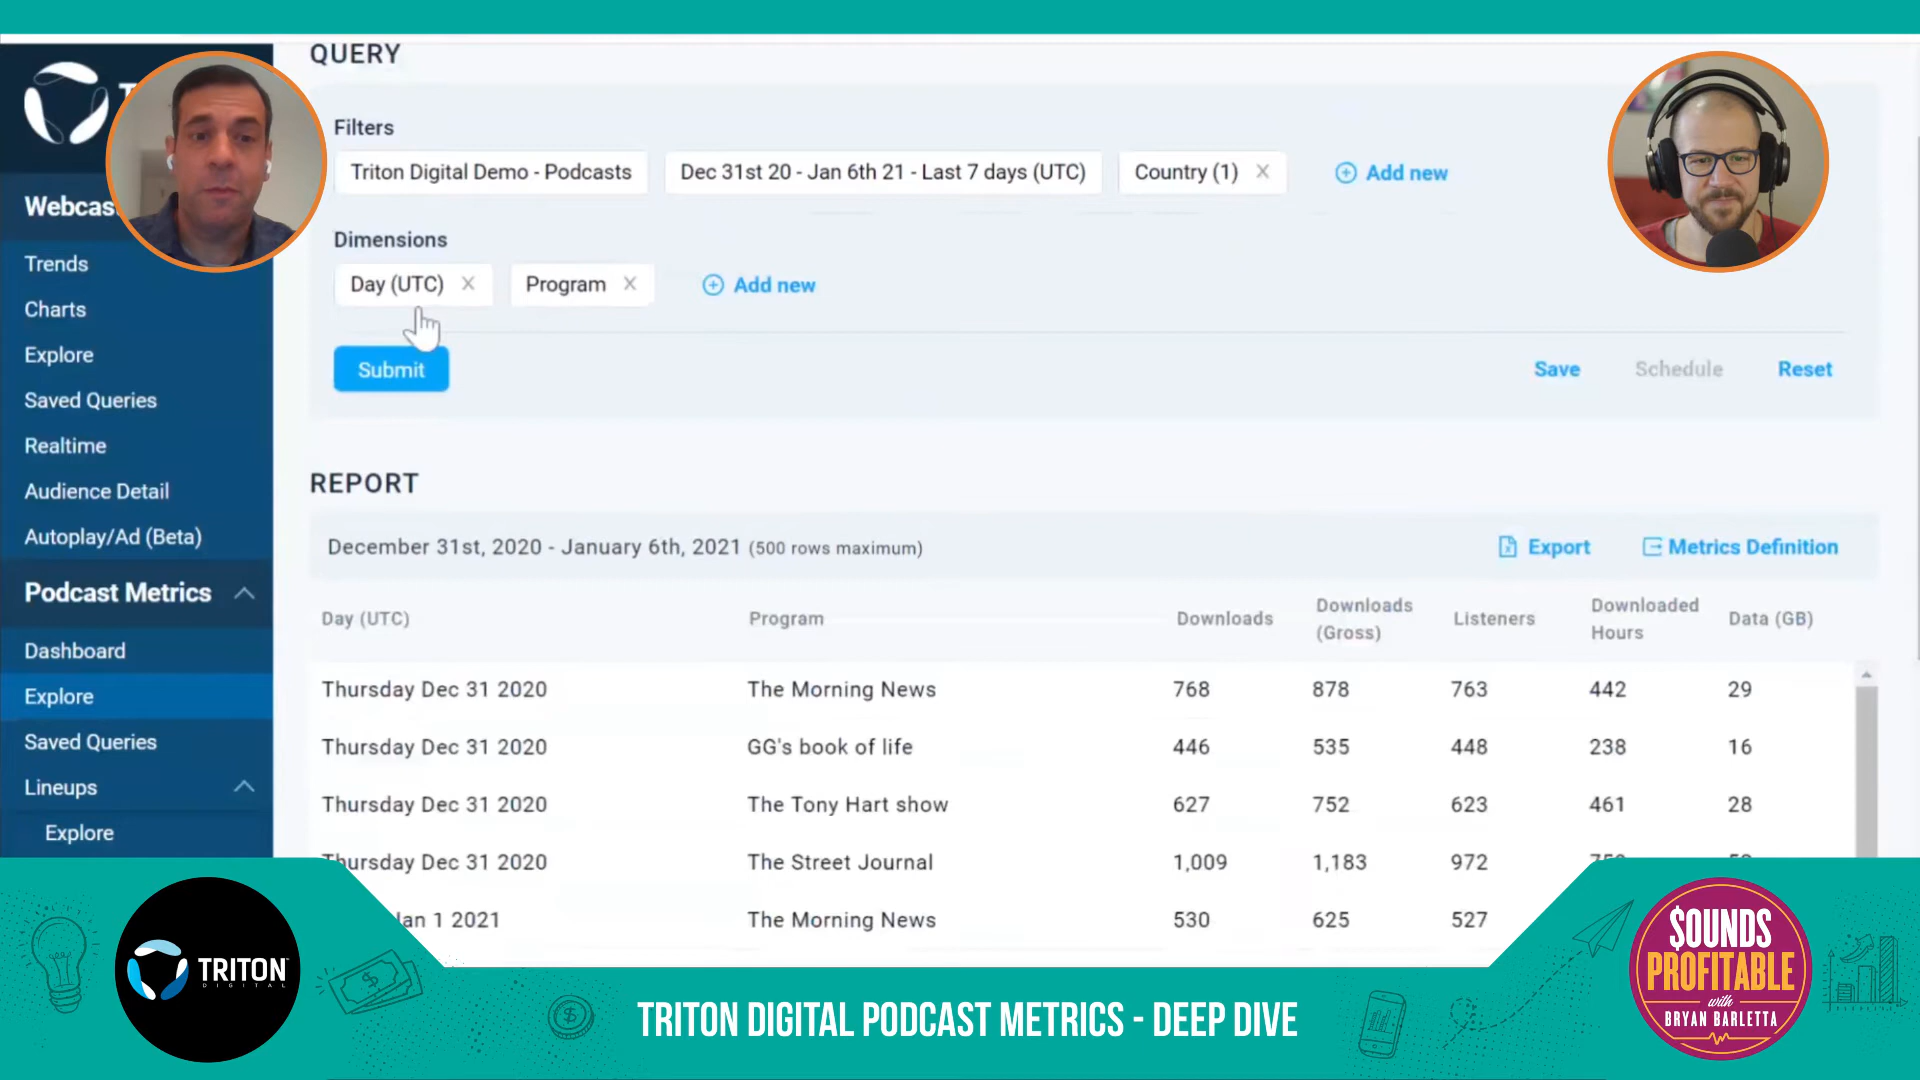 QUERY
Filters
Triton Digital Demo - Podcasts
Dec 31st 20 - Jan 6th 21 - Last 7 days (UTC)
Country (1)
Add new
Dimensions
Day (UTC)
Program
Add new
Submit
Save
Schedule
Reset
Trends
Charts
Explore
Saved Queries
Realtime
Audience Detail
Autoplay/Ad (Beta)
Podcast Metrics
Dashboard
Explore
Saved Queries
Lineups
Explore
REPORT
December 31st, 2020 - January 6th, 2021 (500 rows maximum)
Export
Metrics Definition
Day (UTC) Program Downloads Downloads (Gross) Listeners Downloaded Hours Data (GB)
Thursday Dec 31 2020 The Morning News 768 878 763 442 29
Thursday Dec 31 2020 GG's book of life 446 535 448 238 16
Thursday Dec 31 2020 The Tony Hart show 627 752 623 461 28
Thursday Dec 31 2020 The Street Journal 1,009 1,183 972
Jan 1 2021 The Morning News 530 625 527
TRITON
DIGITAL
TRITON DIGITAL PODCAST METRICS - DEEP DIVE
$OUNDS
PROFITABLE
with
BRYAN BARLETTA